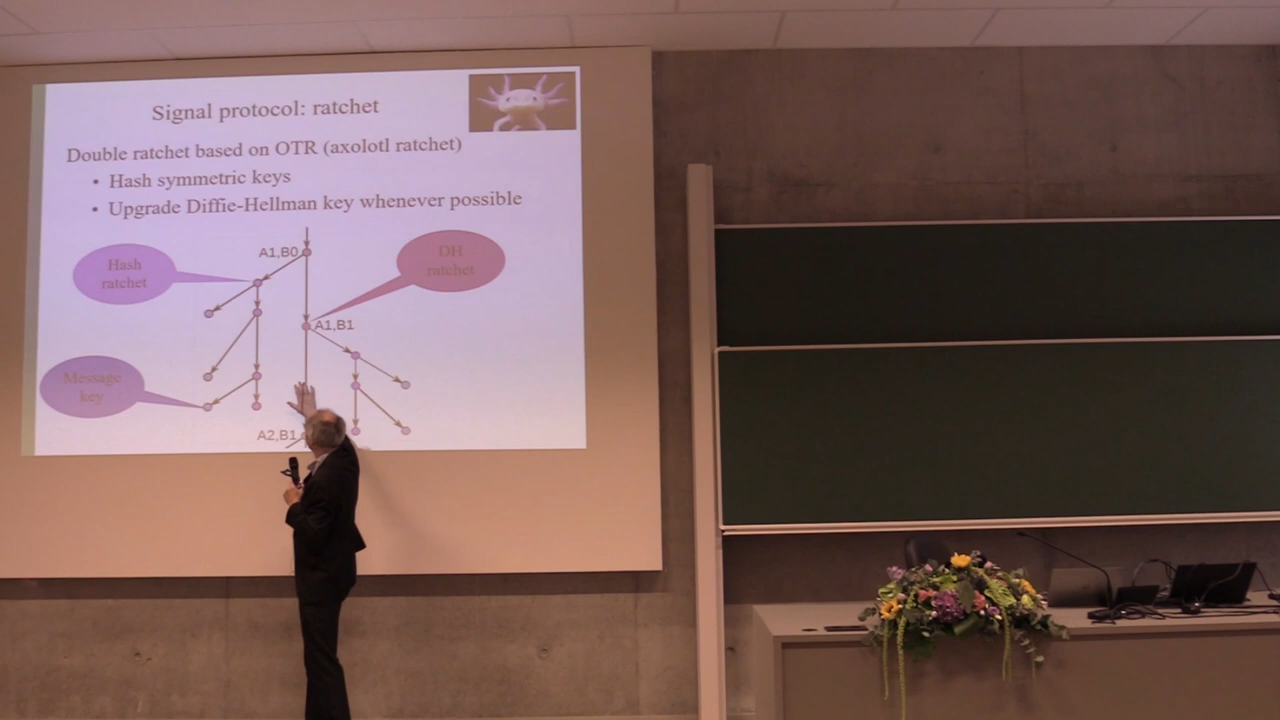 Signal protocol: ratchet
Double ratchet based on OTR (axolotl ratchet)
• Hash symmetric keys
• Upgrade Diffie-Hellman key whenever possible
A1,B0
Hash
ratchet
DH
ratchet
A1,B1
Message
key
A2,B1